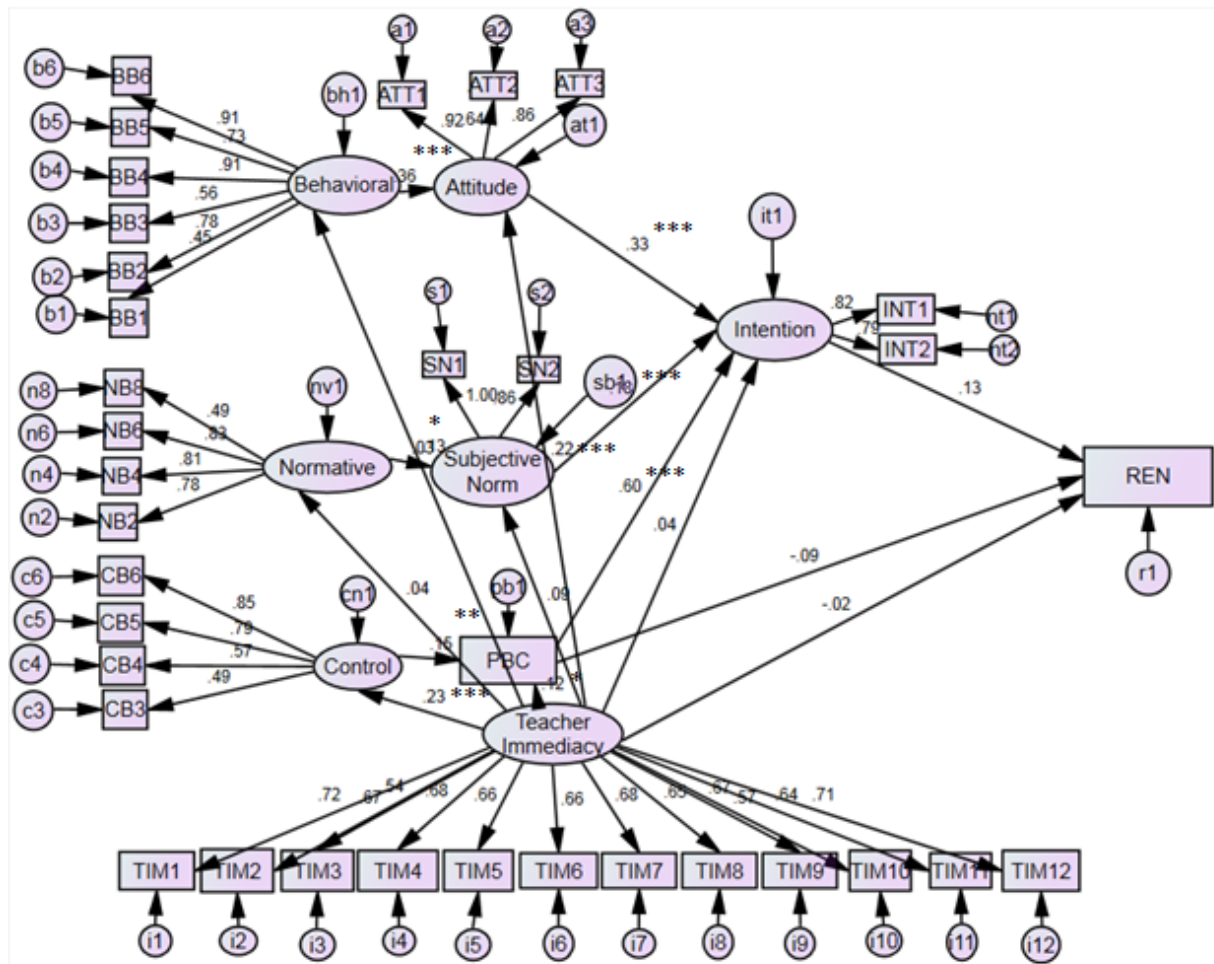 a1
a2
a3
b6
BB6
bh1
ATT1
ATT2
ATT3
b5
BB5
.91
.73
.92
.64
.86
at1
***
b4
BB4
.91
Behavioral
.36
Attitude
b3
BB3
.56
it1
.78
.45
***
.33
b2
BB2
b1
BB1
s1
s2
.82
INT1
nt1
Intention
.79
INT2
nt2
SN1
SN2
sb1
.18
***
n8
NB8
nv1
1.00
.86
.13
.49
*
n6
NB6
.83
.03
.13
.22
***
n4
NB4
.81
Normative
Subjective
Norm
.60
***
REN
n2
NB2
.78
.04
c6
CB6
-.09
cn1
pb1
r1
.04
.09
-.02
c5
CB5
.85
**
.79
.15
c4
CB4
.57
Control
PBC
.49
c3
CB3
.23
***
.12
*
Teacher
Immediacy
.72
.67
.54
.68
.66
.66
.68
.65
.67
.57
.64
.71
TIM1
TIM2
TIM3
TIM4
TIM5
TIM6
TIM7
TIM8
TIM9
TIM10
TIM11
TIM12
i1
i2
i3
i4
i5
i6
i7
i8
i9
i10
i11
i12